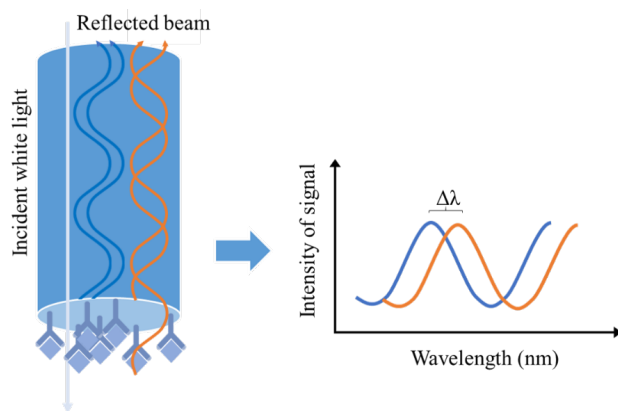 Reflected beam
Incident white light
Δλ
Intensity of signal
Wavelength (nm)